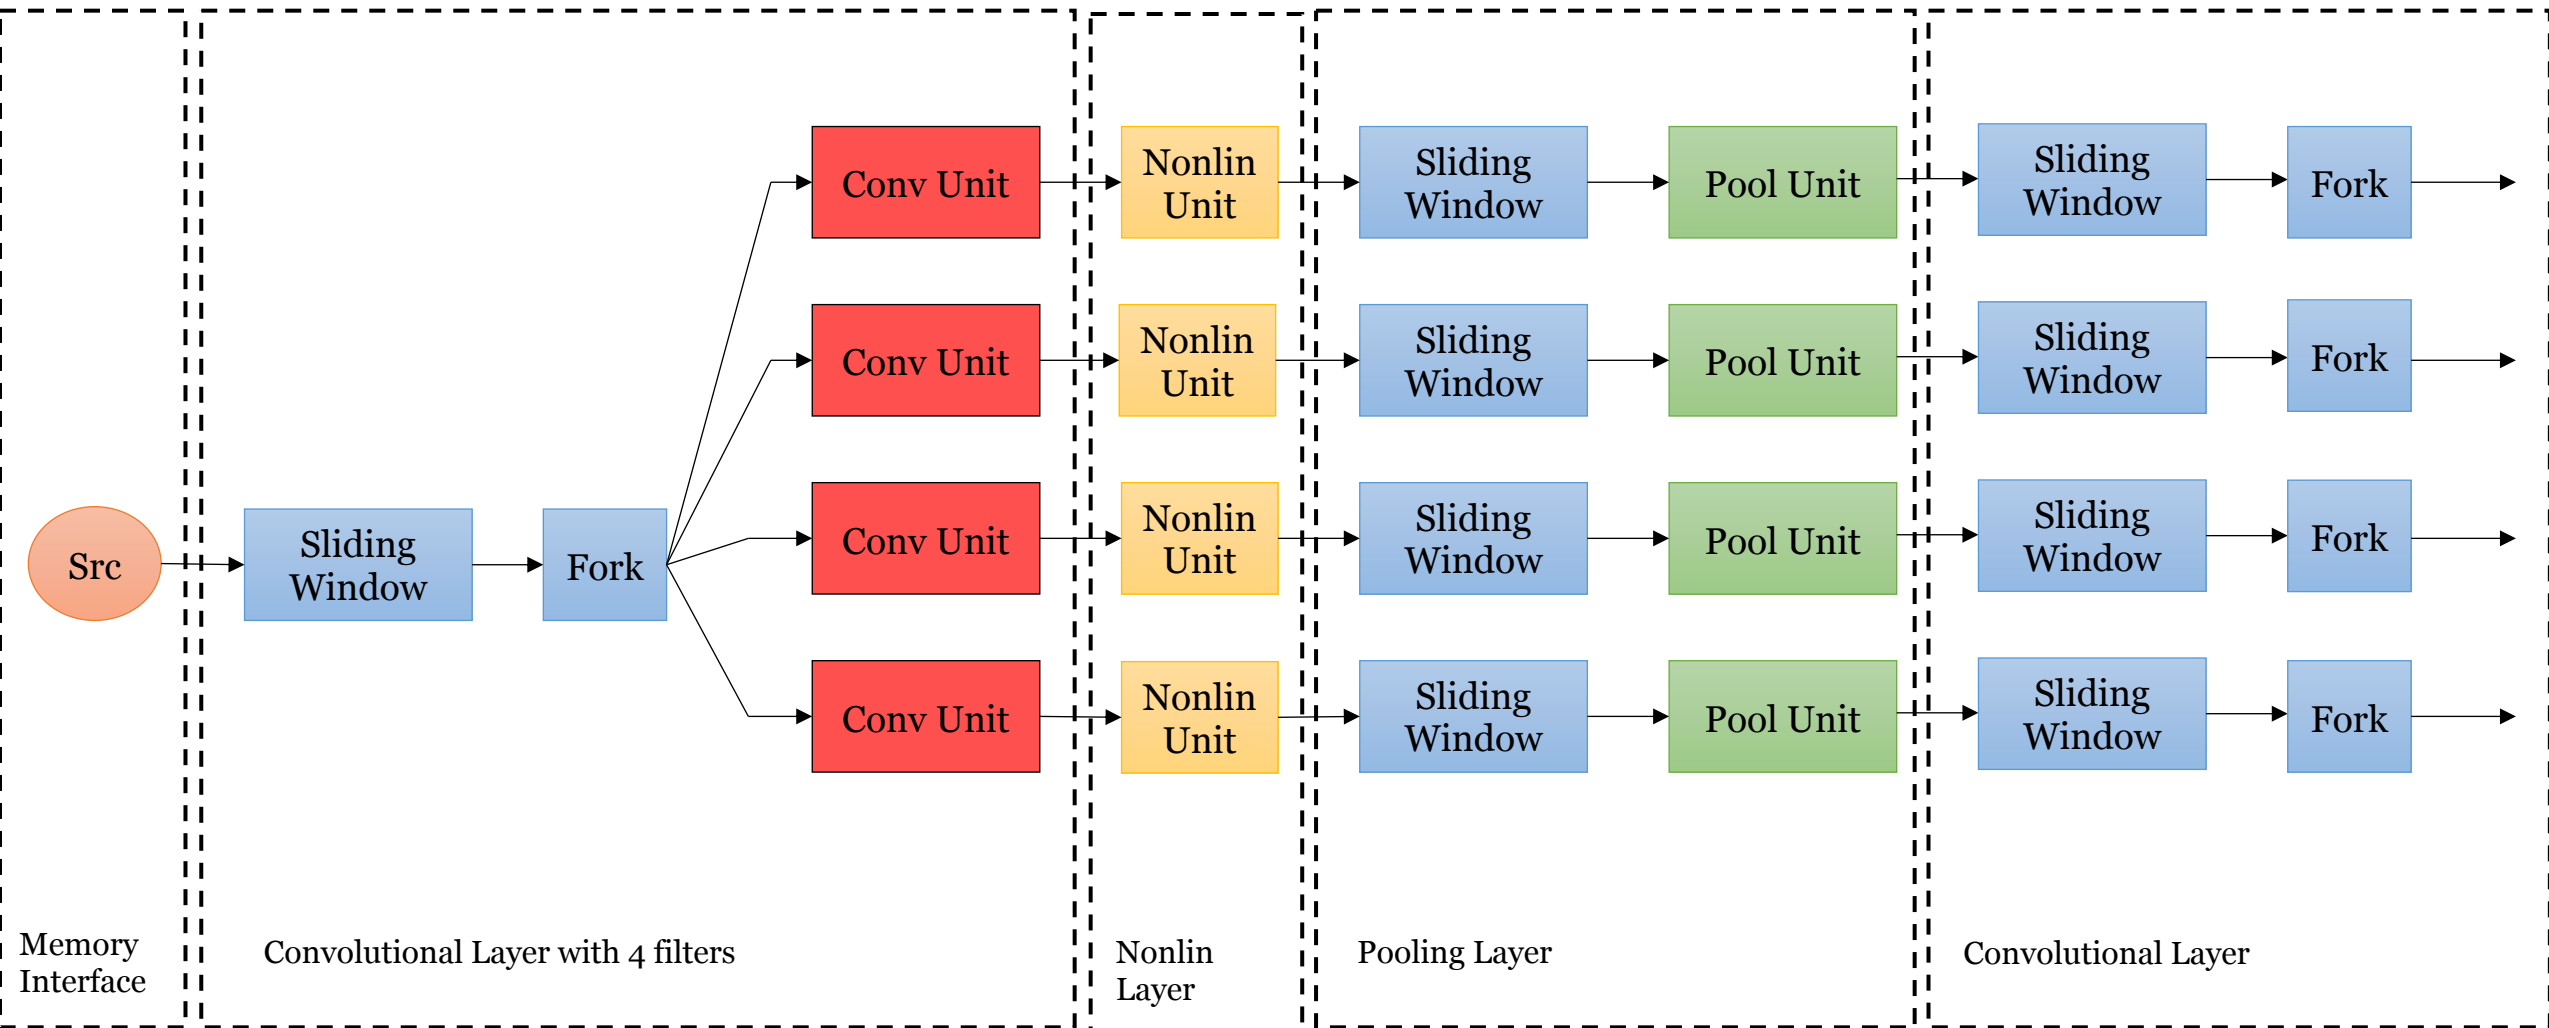 Conv Unit
Nonlin
Unit
Sliding
Window
Pool Unit
Sliding
Window
Fork
Conv Unit
Nonlin
Unit
Sliding
Window
Pool Unit
Sliding
Window
Fork
Src
Sliding
Window
Fork
Conv Unit
Nonlin
Unit
Sliding
Window
Pool Unit
Sliding
Window
Fork
Conv Unit
Nonlin
Unit
Sliding
Window
Pool Unit
Sliding
Window
Fork
Memory
Interface
Convolutional Layer with 4 filters
Nonlin
Layer
Pooling Layer
Convolutional Layer